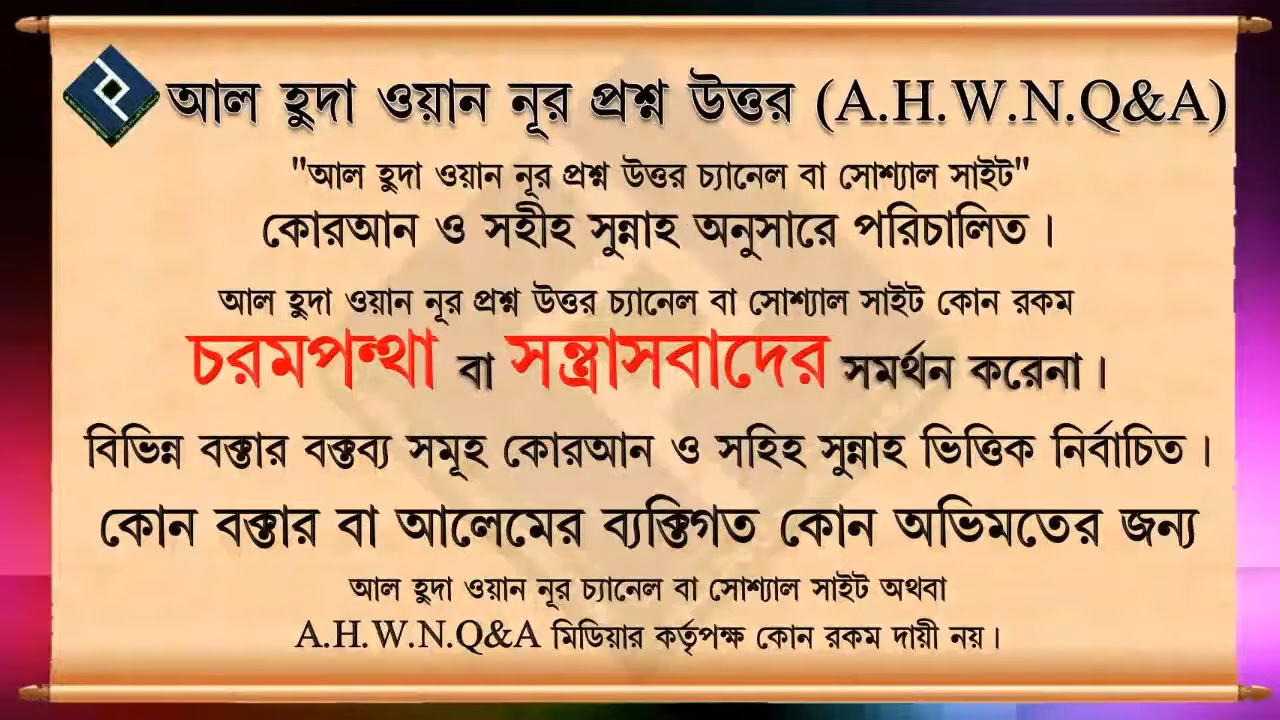 আল হুদা ওয়ান নূর প্রশ্ন উত্তর (A.H.W.N.Q&A)
"আল হুদা ওয়ান নূর প্রশ্ন উত্তর চ্যানেল বা সোশ্যাল সাইট"
কোরআন ও সহীহ সুন্নাহ অনুসারে পরিচালিত ।
আল হুদা ওয়ান নূর প্রশ্ন উত্তর চ্যানেল বা সোশ্যাল সাইট কোন রকম
চরমপন্থা বা সন্ত্রাসবাদের সমর্থন করেনা ।
বিভিন্ন বক্তার বক্তব্য সমূহ কোরআন ও সহিহ সুন্নাহ ভিত্তিক নির্বাচিত ।
কোন বক্তার বা আলেমের ব্যক্তিগত কোন অভিমতের জন্য
আল হুদা ওয়ান নূর চ্যানেল বা সোশ্যাল সাইট অথবা
A.H.W.N.Q&A মিডিয়ার কর্তৃপক্ষ কোন রকম দায়ী নয় ।